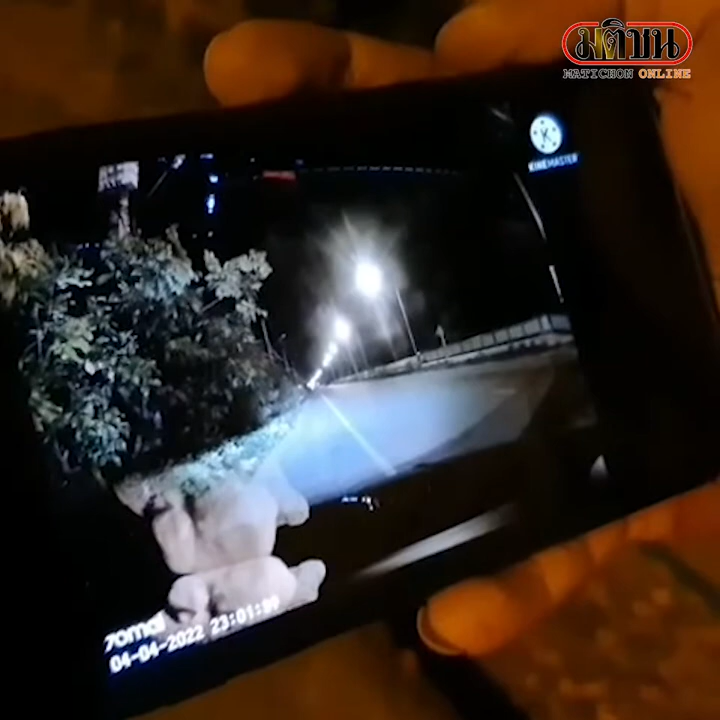 มติชน
MATICHON ONLINE
KINEMASTER
70mai
04-04-2022 23:01:09